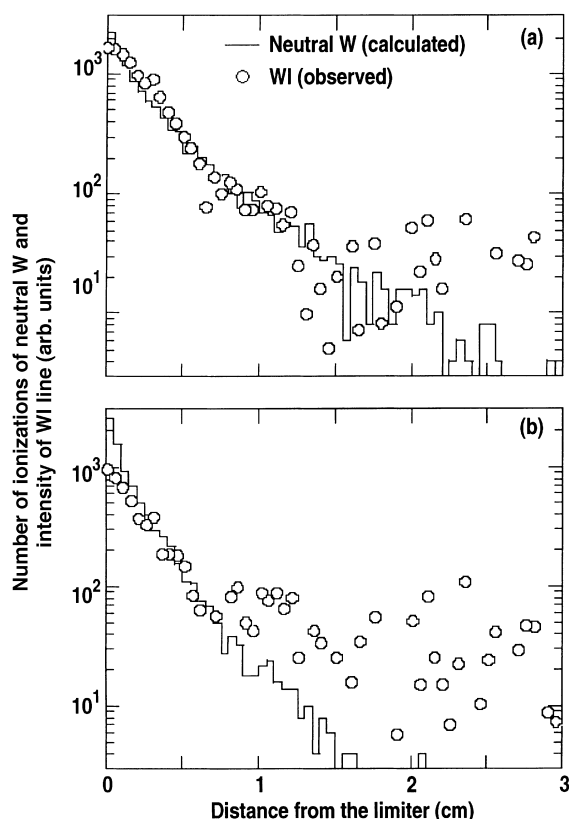 Neutral W (calculated)
WI (observed)
(a)
10³
10²
10¹
(b)
10³
10²
10¹
0
1
2
3
Distance from the limiter (cm)
Number of ionizations of neutral W and
intensity of WI line (arb. units)